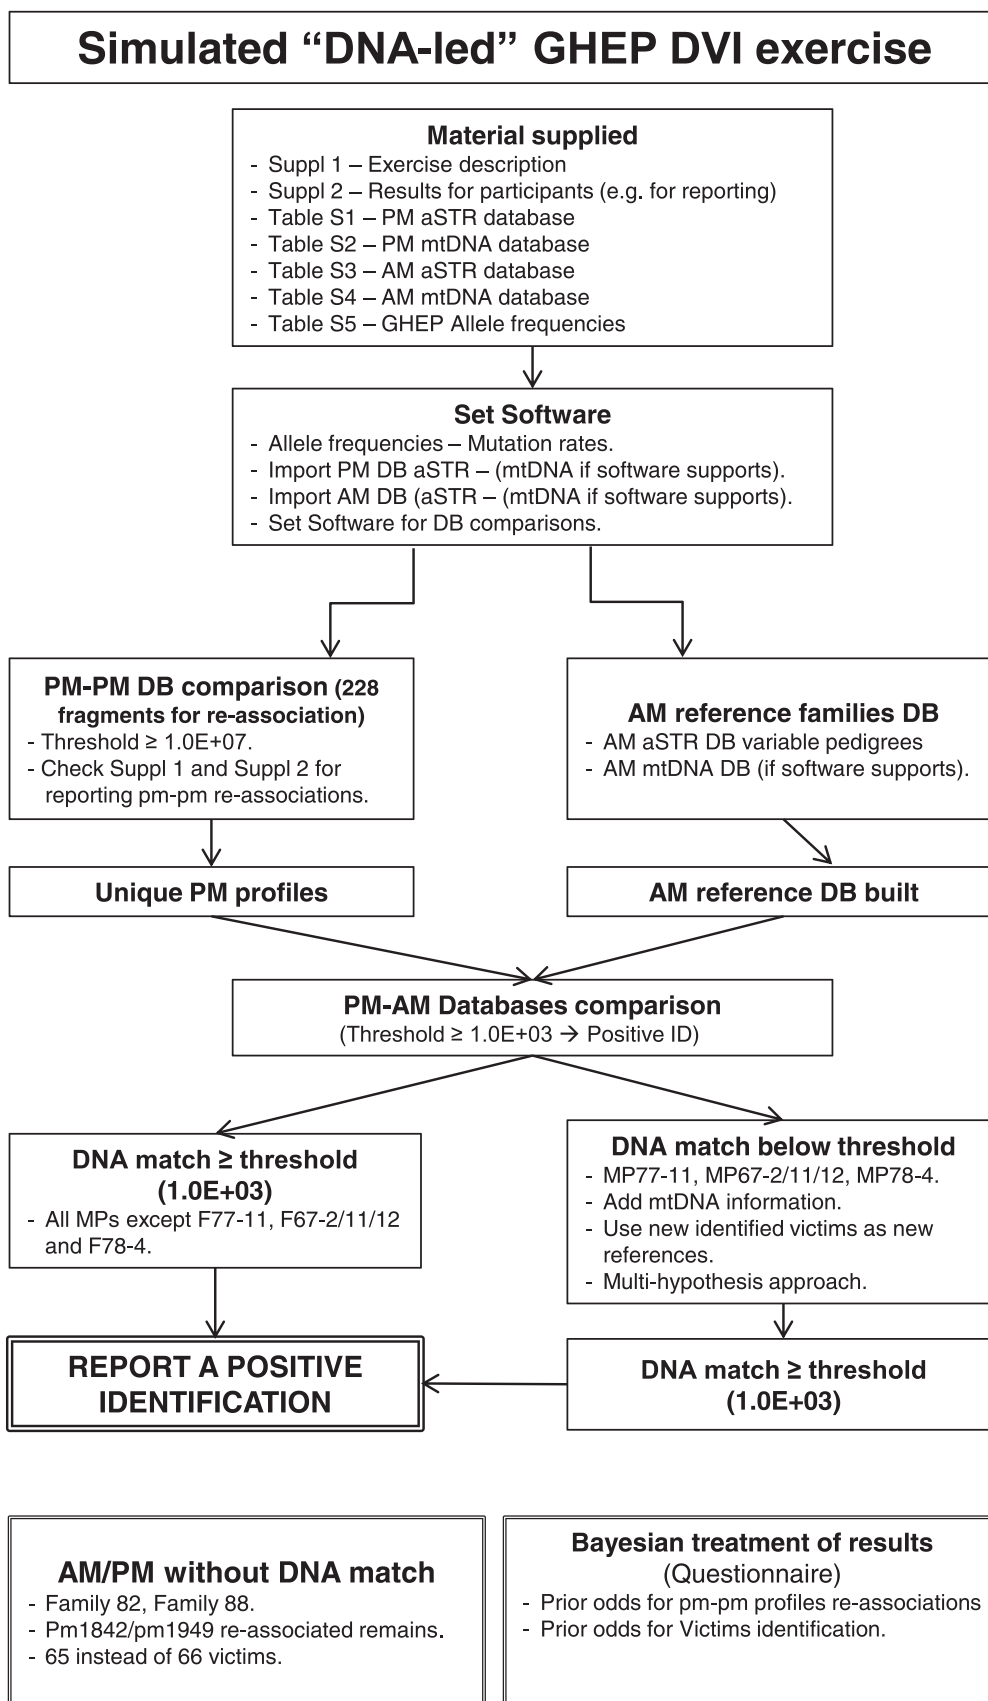 Simulated “DNA-led” GHEP DVI exercise
Material supplied
- Suppl 1 – Exercise description
- Suppl 2 – Results for participants (e.g. for reporting)
- Table S1 – PM aSTR database
- Table S2 – PM mtDNA database
- Table S3 – AM aSTR database
- Table S4 – AM mtDNA database
- Table S5 – GHEP Allele frequencies
Set Software
- Allele frequencies – Mutation rates.
- Import PM DB aSTR – (mtDNA if software supports).
- Import AM DB (aSTR – (mtDNA if software supports).
- Set Software for DB comparisons.
PM-PM DB comparison (228
fragments for re-association)
- Threshold ≥ 1.0E+07.
- Check Suppl 1 and Suppl 2 for
reporting pm-pm re-associations.
AM reference families DB
- AM aSTR DB variable pedigrees
- AM mtDNA DB (if software supports).
Unique PM profiles
AM reference DB built
PM-AM Databases comparison
(Threshold ≥ 1.0E+03 → Positive ID)
DNA match ≥ threshold
(1.0E+03)
- All MPs except F77-11, F67-2/11/12
and F78-4.
DNA match below threshold
- MP77-11, MP67-2/11/12, MP78-4.
- Add mtDNA information.
- Use new identified victims as new
references.
- Multi-hypothesis approach.
REPORT A POSITIVE
IDENTIFICATION
DNA match ≥ threshold
(1.0E+03)
AM/PM without DNA match
- Family 82, Family 88.
- Pm1842/pm1949 re-associated remains.
- 65 instead of 66 victims.
Bayesian treatment of results
(Questionnaire)
- Prior odds for pm-pm profiles re-associations
- Prior odds for Victims identification.